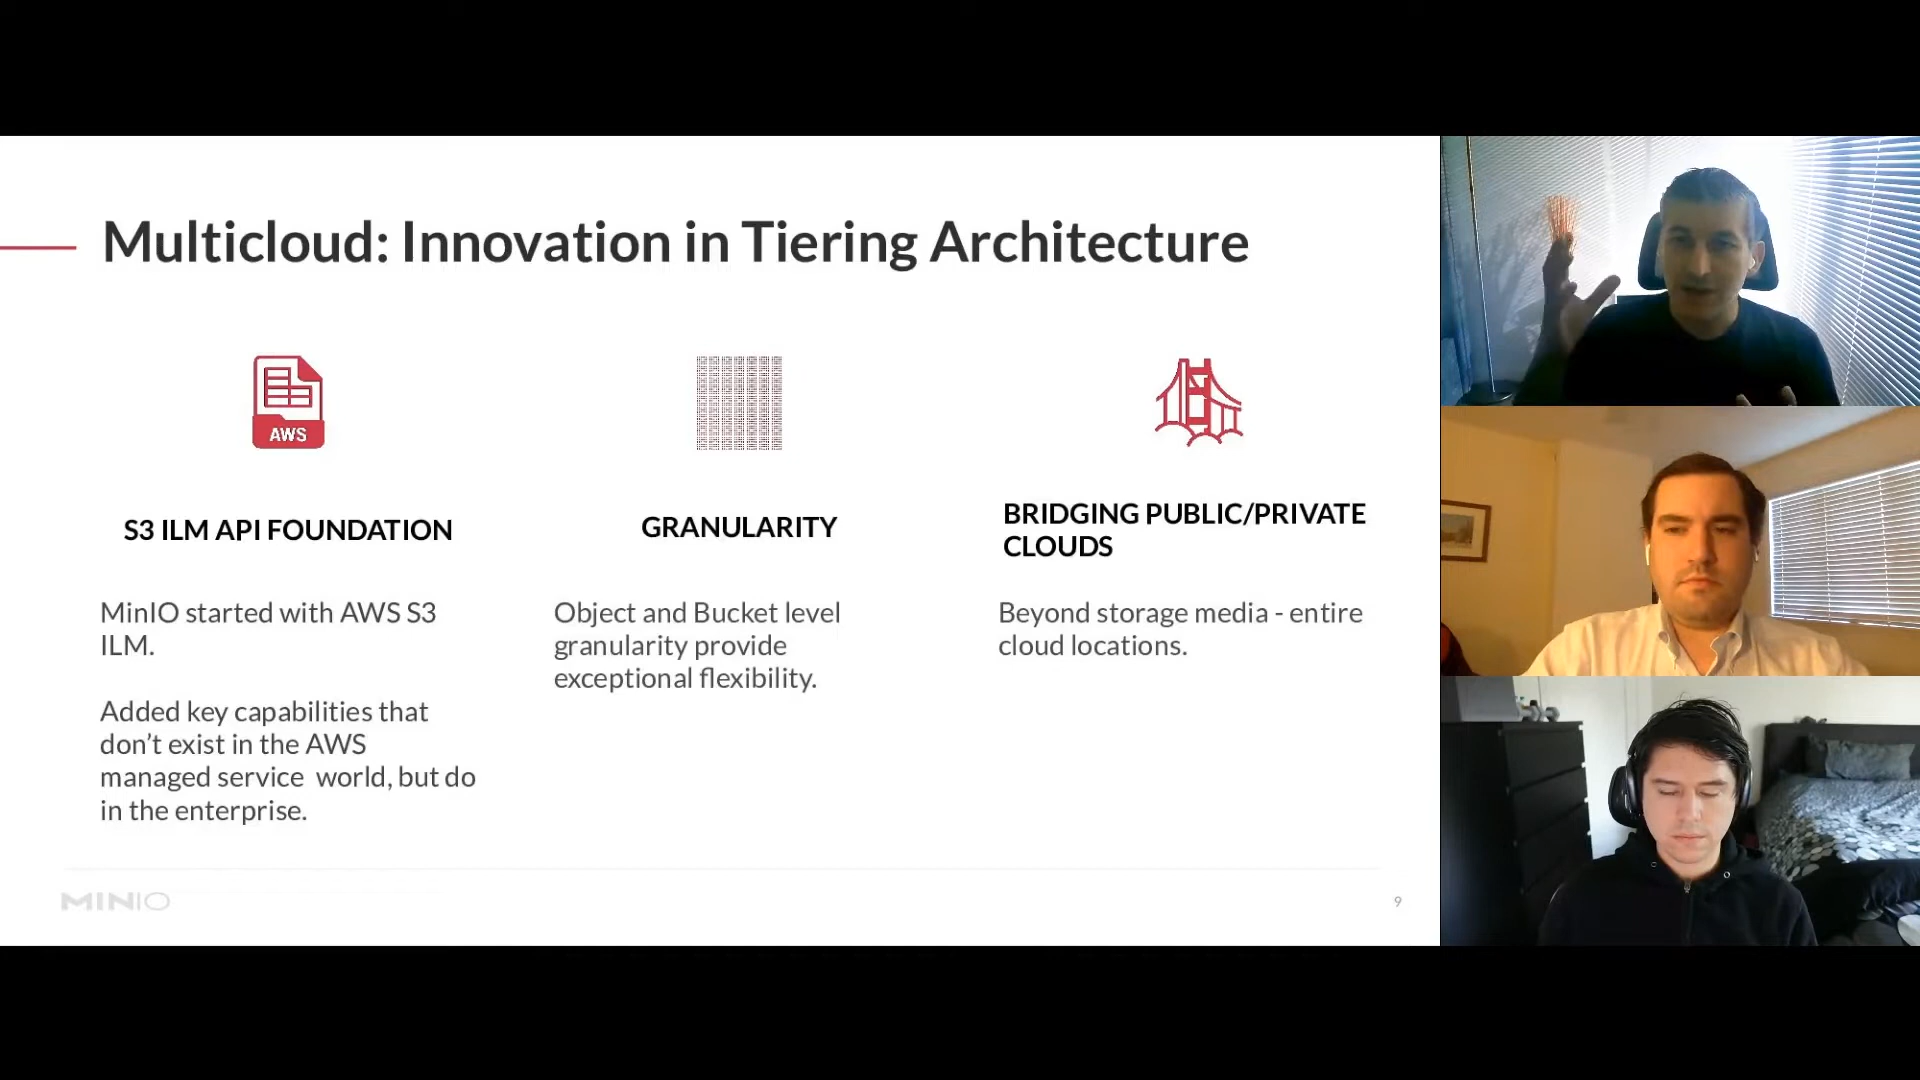 Multicloud: Innovation in Tiering Architecture
AWS
S3 ILM API FOUNDATION
MinIO started with AWS S3
ILM.
Added key capabilities that
don’t exist in the AWS
managed service  world, but do
in the enterprise.
GRANULARITY
Object and Bucket level
granularity provide
exceptional flexibility.
BRIDGING PUBLIC/PRIVATE
CLOUDS
Beyond storage media - entire
cloud locations.
MINIO
9